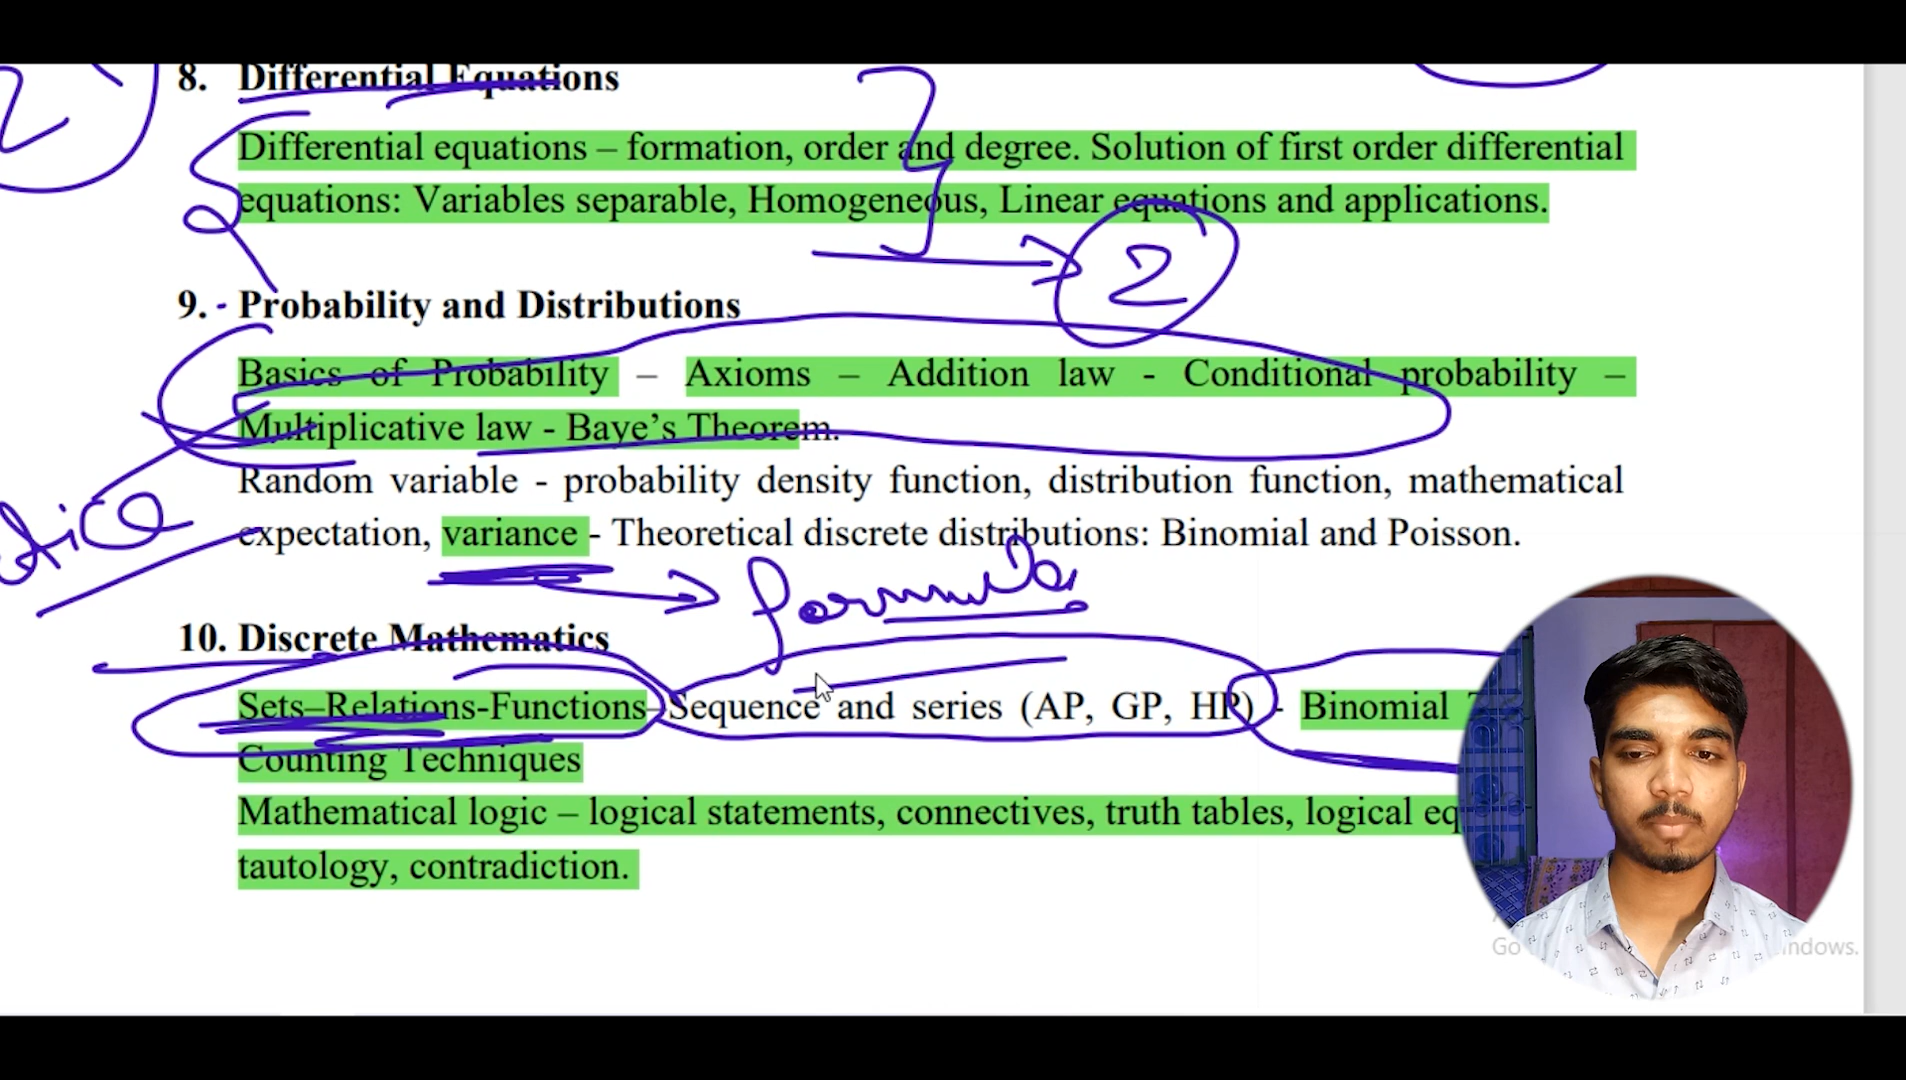 2
8. Differential Equations
Differential equations – formation, order and degree. Solution of first order differential
equations: Variables separable, Homogeneous, Linear equations and applications.
2
9. - Probability and Distributions
Basics of Probability – Axioms – Addition law - Conditional probability –
Multiplicative law - Baye’s Theorem.
Random variable - probability density function, distribution function, mathematical
expectation, variance - Theoretical discrete distributions: Binomial and Poisson.
formula
10. Discrete Mathematics
Sets–Relations-Functions- Sequence and series (AP, GP, HP) - Binomial
Counting Techniques
Mathematical logic – logical statements, connectives, truth tables, logical eq
tautology, contradiction.
Go
indows.